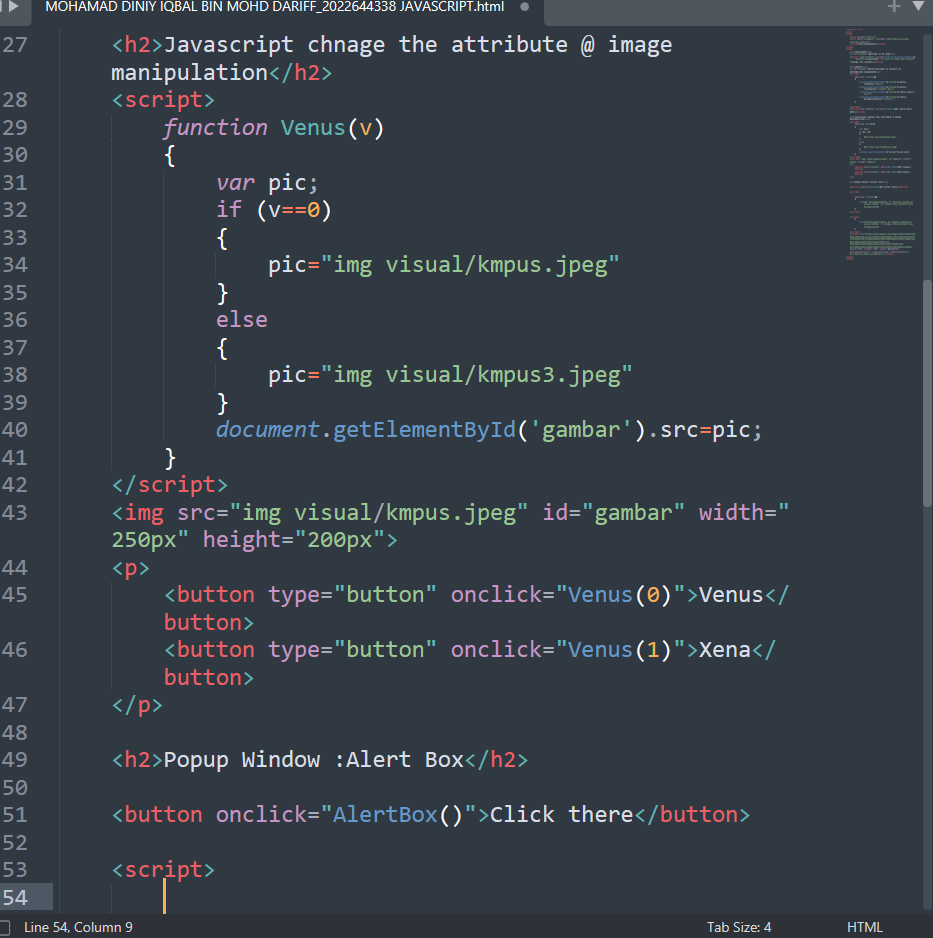 MOHAMAD DINIY IQBAL BIN MOHD DARIFF_2022644338 JAVASCRIPT.html
27 <h2>Javascript chnage the attribute @ image
manipulation</h2>
28 <script>
29 function Venus(v)
30 {
31 var pic;
32 if (v==0)
33 {
34 pic="img visual/kmpus.jpeg"
35 }
36 else
37 {
38 pic="img visual/kmpus3.jpeg"
39 }
40 document.getElementById('gambar').src=pic;
41 }
42 </script>
43 <img src="img visual/kmpus.jpeg" id="gambar" width="
250px" height="200px">
44 <p>
45 <button type="button" onclick="Venus(0)">Venus</
button>
46 <button type="button" onclick="Venus(1)">Xena</
button>
47 </p>
48
49 <h2>Popup Window :Alert Box</h2>
50
51 <button onclick="AlertBox()">Click there</button>
52
53 <script>
54
Line 54, Column 9
Tab Size: 4
HTML